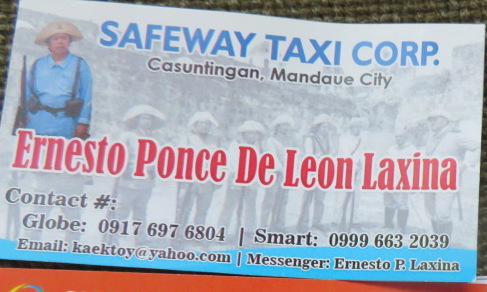 SAFEWAY TAXI CORP.
Casuntingan, Mandaue City
Ernesto Ponce De Leon Laxina
Contact #:
Globe: 0917 697 6804 | Smart: 0999 663 2039
Email: kaektoy@yahoo.com | Messenger: Ernesto P. Laxina